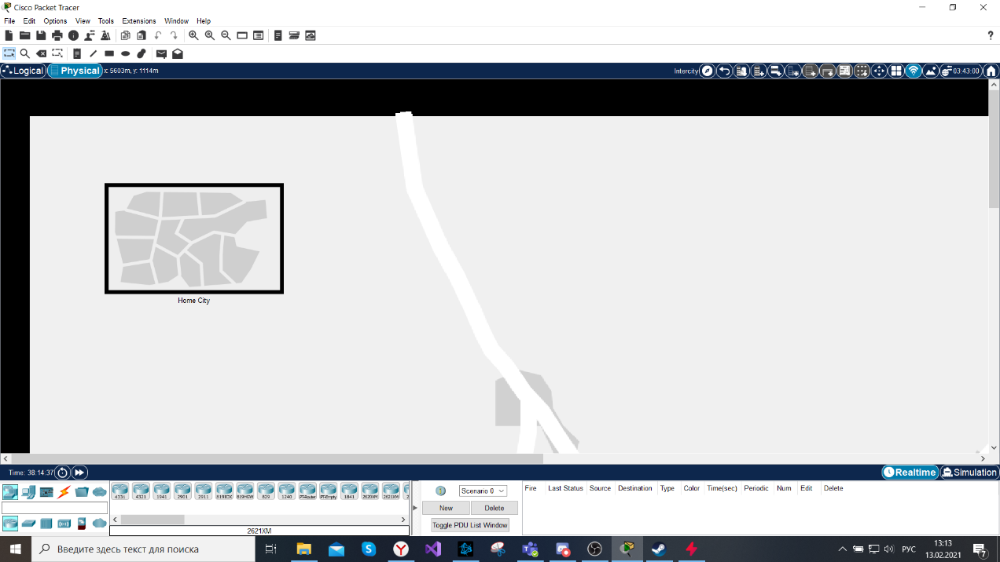 Cisco Packet Tracer
File Edit Options View Tools Extensions Window Help
Logical Physical x: 5603m, y: 1114m Intercity 03:43:00
Home City
Time: 38:14:37 Realtime Simulation
4331 4321 1941 2901 2911 819IOX 819HGW 829 1240 PT-Router PT-Empty 1841 2620XM 2621XM
2621XM
Scenario 0
New Delete
Toggle PDU List Window
Fire Last Status Source Destination Type Color Time(sec) Periodic Num Edit Delete
Введите здесь текст для поиска
РУС
13:13
13.02.2021
7